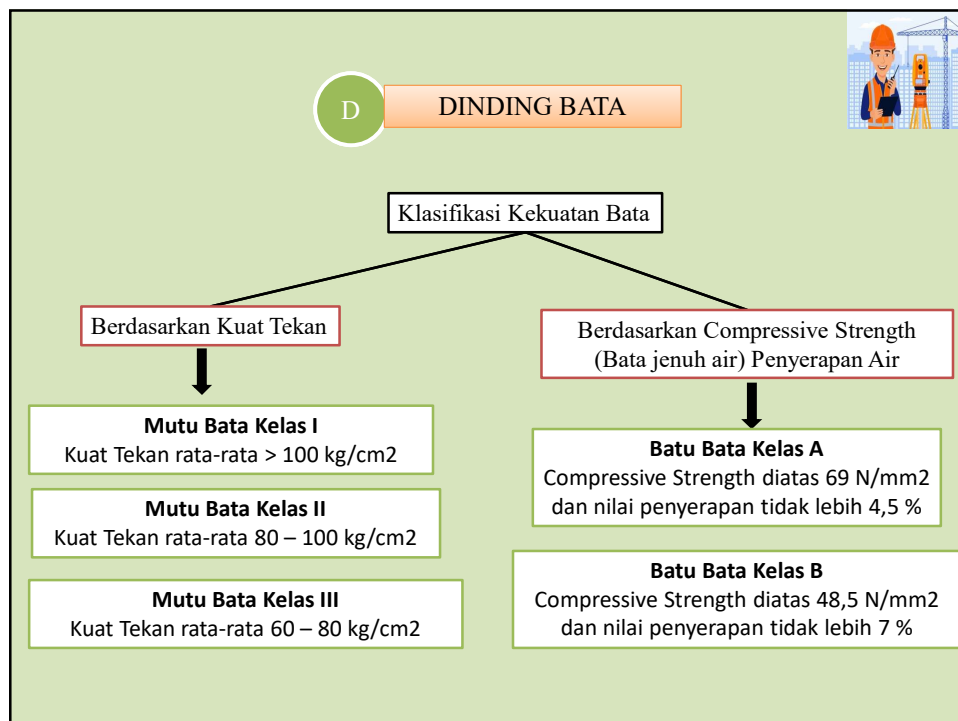 D
DINDING BATA
Klasifikasi Kekuatan Bata
Berdasarkan Kuat Tekan
Mutu Bata Kelas I
Kuat Tekan rata-rata > 100 kg/cm2
Mutu Bata Kelas II
Kuat Tekan rata-rata 80 – 100 kg/cm2
Mutu Bata Kelas III
Kuat Tekan rata-rata 60 – 80 kg/cm2
Berdasarkan Compressive Strength
(Bata jenuh air) Penyerapan Air
Batu Bata Kelas A
Compressive Strength diatas 69 N/mm2
dan nilai penyerapan tidak lebih 4,5 %
Batu Bata Kelas B
Compressive Strength diatas 48,5 N/mm2
dan nilai penyerapan tidak lebih 7 %